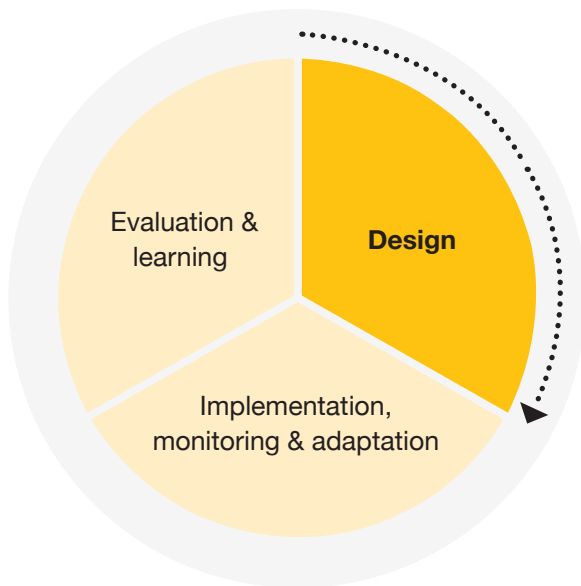 Evaluation &
learning
Design
Implementation,
monitoring & adaptation